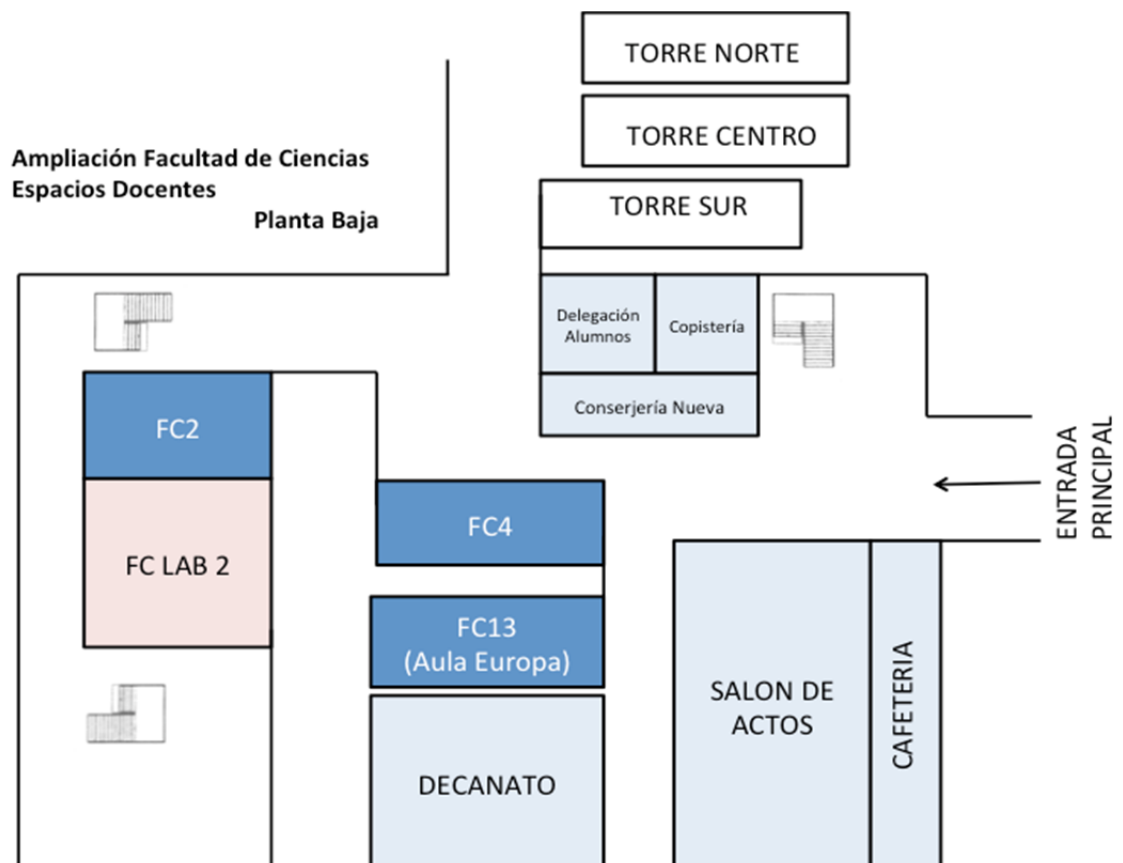 TORRE NORTE
TORRE CENTRO
Ampliación Facultad de Ciencias
Espacios Docentes
Planta Baja
TORRE SUR
Delegación
Alumnos
Copistería
Conserjería Nueva
FC2
ENTRADA
PRINCIPAL
FC4
FC LAB 2
FC13
(Aula Europa)
SALON DE
ACTOS
CAFETERIA
DECANATO